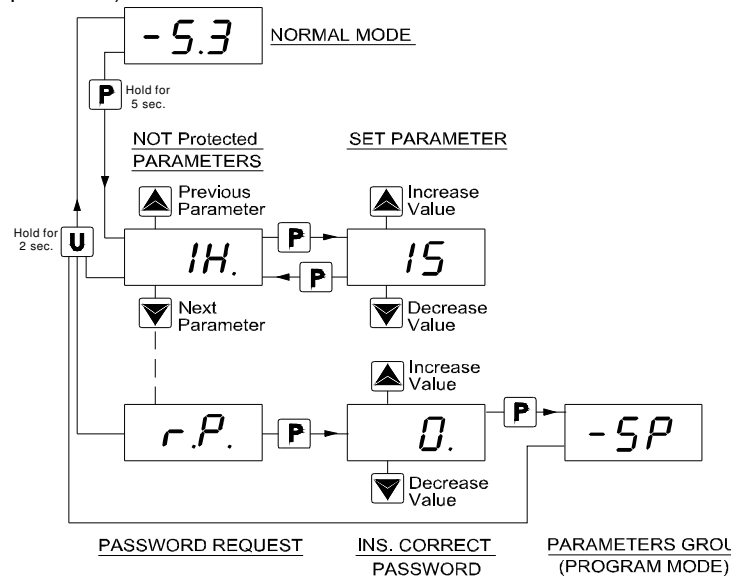 -5.3
NORMAL MODE
P
Hold for
5 sec.
NOT Protected
PARAMETERS
SET PARAMETER
Previous
Parameter
Increase
Value
Hold for
2 sec.
U
1H.
P
15
P
Next
Parameter
Decrease
Value
Increase
Value
r.P.
P
0.
P
-SP
Decrease
Value
PASSWORD REQUEST
INS. CORRECT
PASSWORD
PARAMETERS GROU
(PROGRAM MODE)